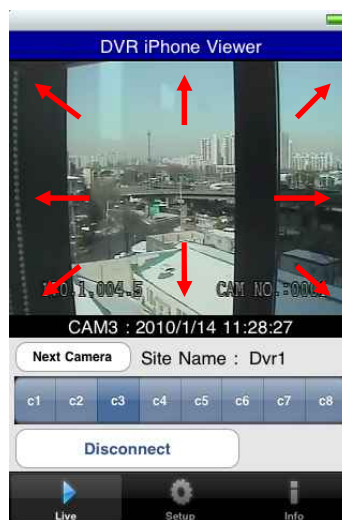 DVR iPhone Viewer
CAM NO.:
CAM3 : 2010/1/14 11:28:27
Next Camera Site Name : Dvr1
c1 c2 c3 c4 c5 c6 c7 c8
Disconnect
Live Setup Info